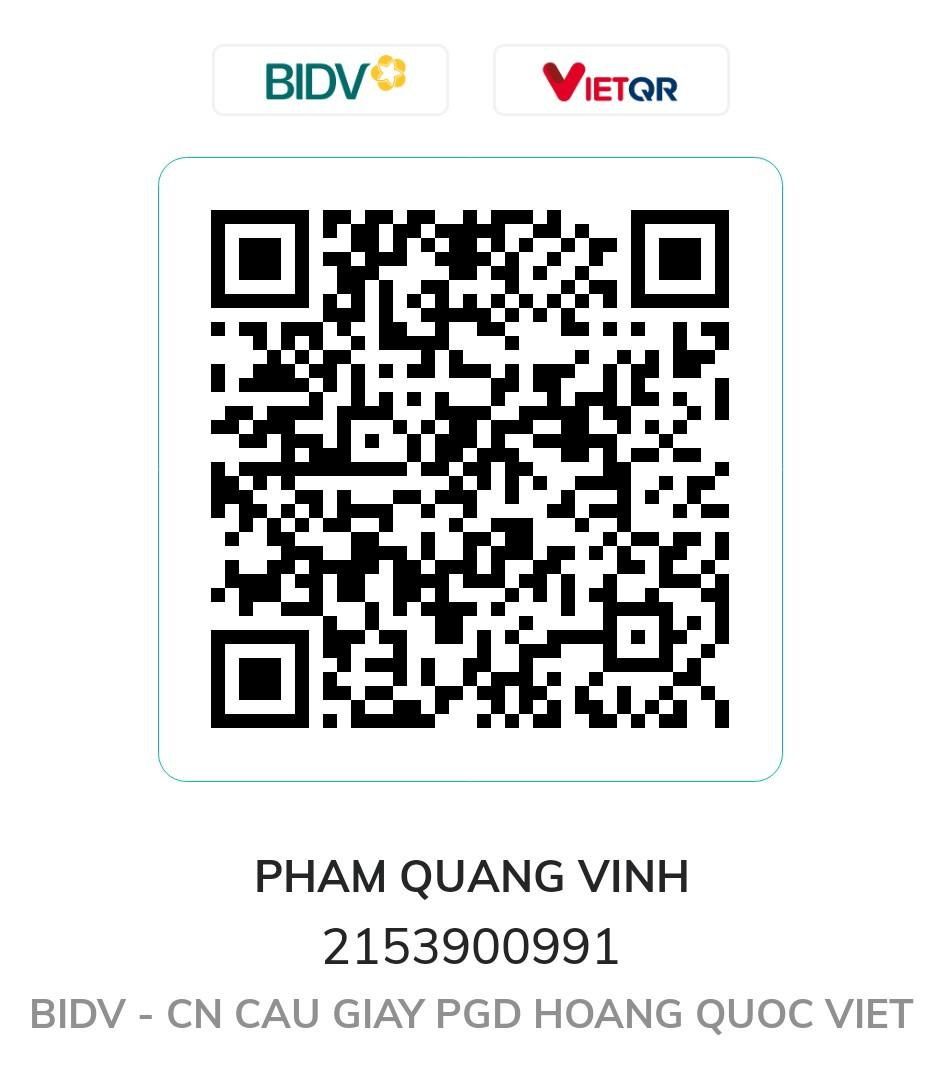 BIDV
VIETQR
PHAM QUANG VINH
2153900991
BIDV - CN CAU GIAY PGD HOANG QUOC VIET